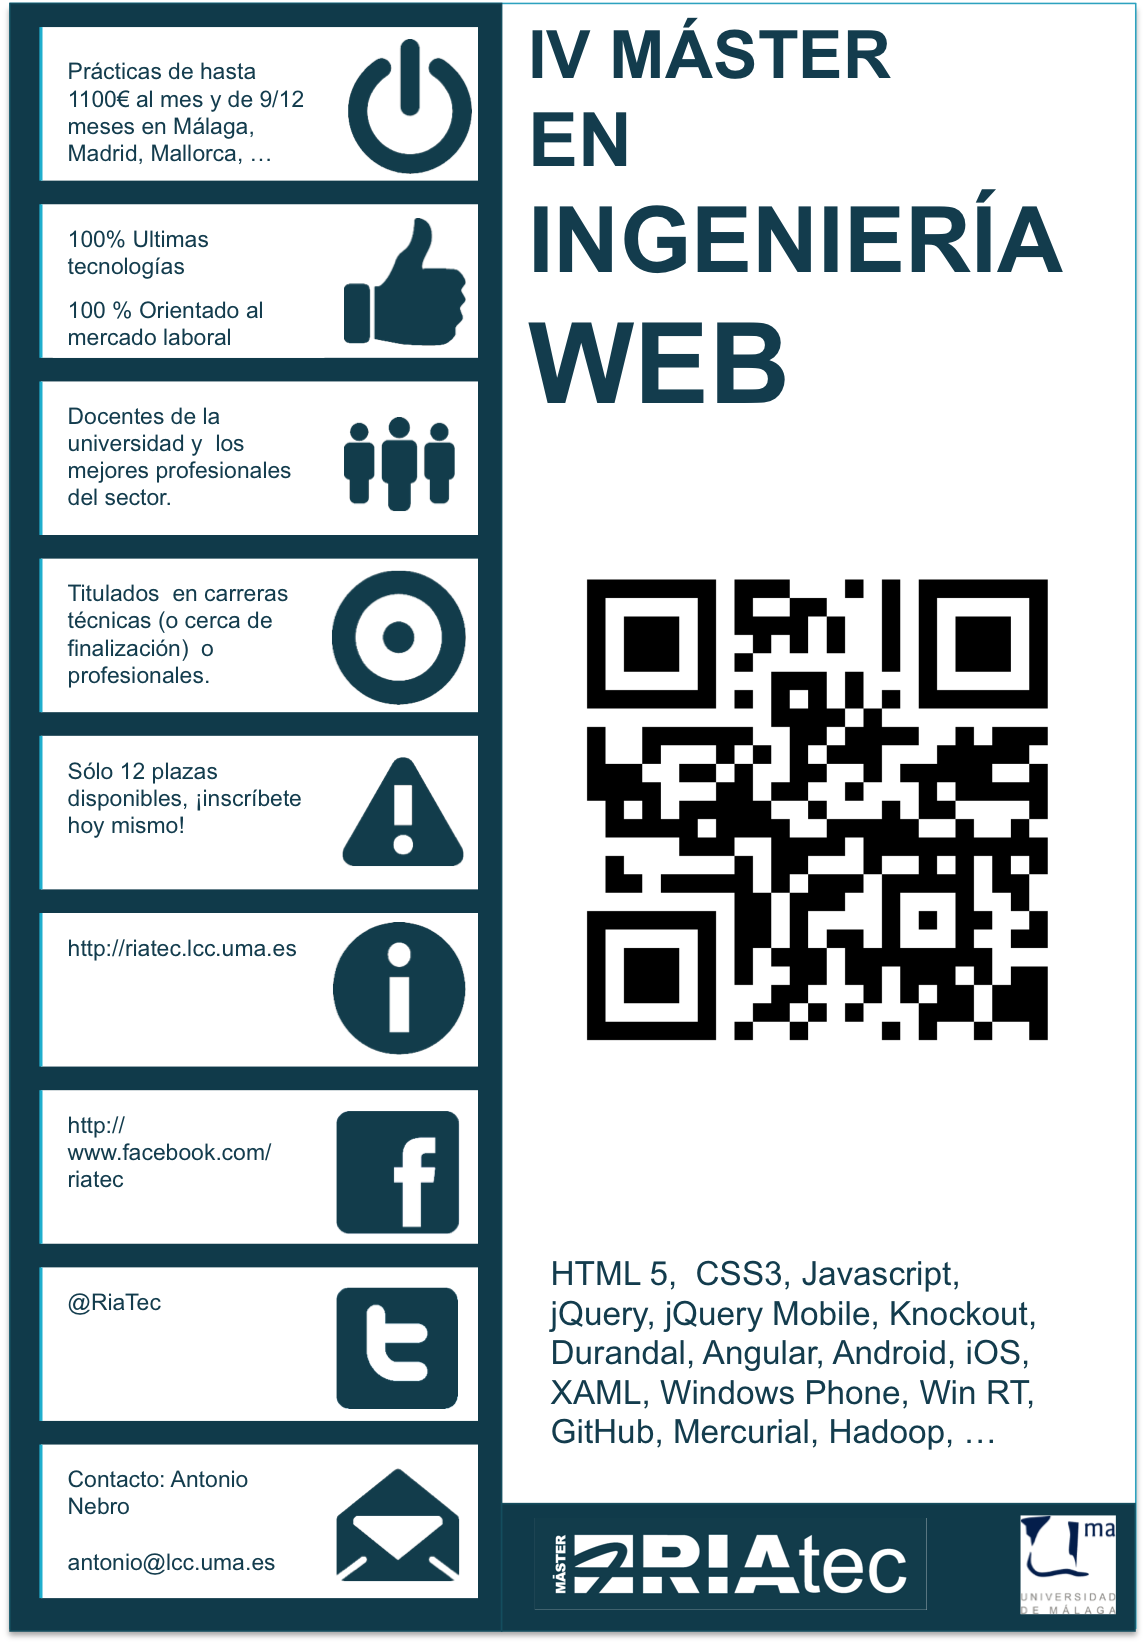 Prácticas de hasta
1100€ al mes y de 9/12
meses en Málaga,
Madrid, Mallorca, …
100% Ultimas
tecnologías
100 % Orientado al
mercado laboral
Docentes de la
universidad y  los
mejores profesionales
del sector.
Titulados  en carreras
técnicas (o cerca de
finalización)  o
profesionales.
Sólo 12 plazas
disponibles, ¡inscríbete
hoy mismo!
http://riatec.lcc.uma.es
http://
www.facebook.com/
riatec
@RiaTec
Contacto: Antonio
Nebro
antonio@lcc.uma.es
IV MÁSTER
EN
INGENIERÍA
WEB
HTML 5,  CSS3, Javascript,
jQuery, jQuery Mobile, Knockout,
Durandal, Angular, Android, iOS,
XAML, Windows Phone, Win RT,
GitHub, Mercurial, Hadoop, …
MÁSTER
RIAtec
uma
UNIVERSIDAD
DE MÁLAGA